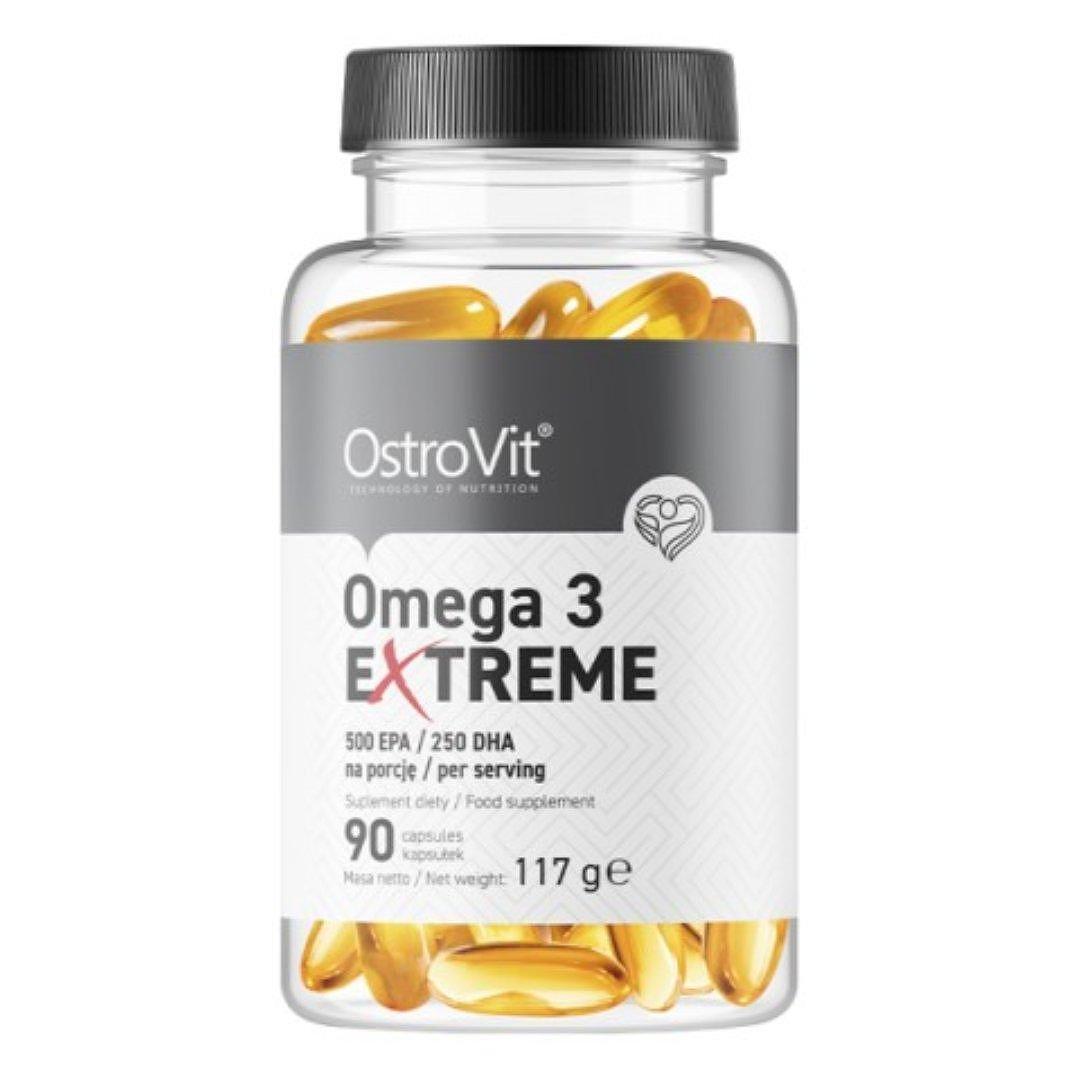 OstroVit®
TECHNOLOGY OF NUTRITION
Omega 3
EXTREME
500 EPA / 250 DHA
na porcję / per serving
Suplement diety / Food supplement
90 capsules
kapsułek
Masa netto / Net weight: 117 g℮